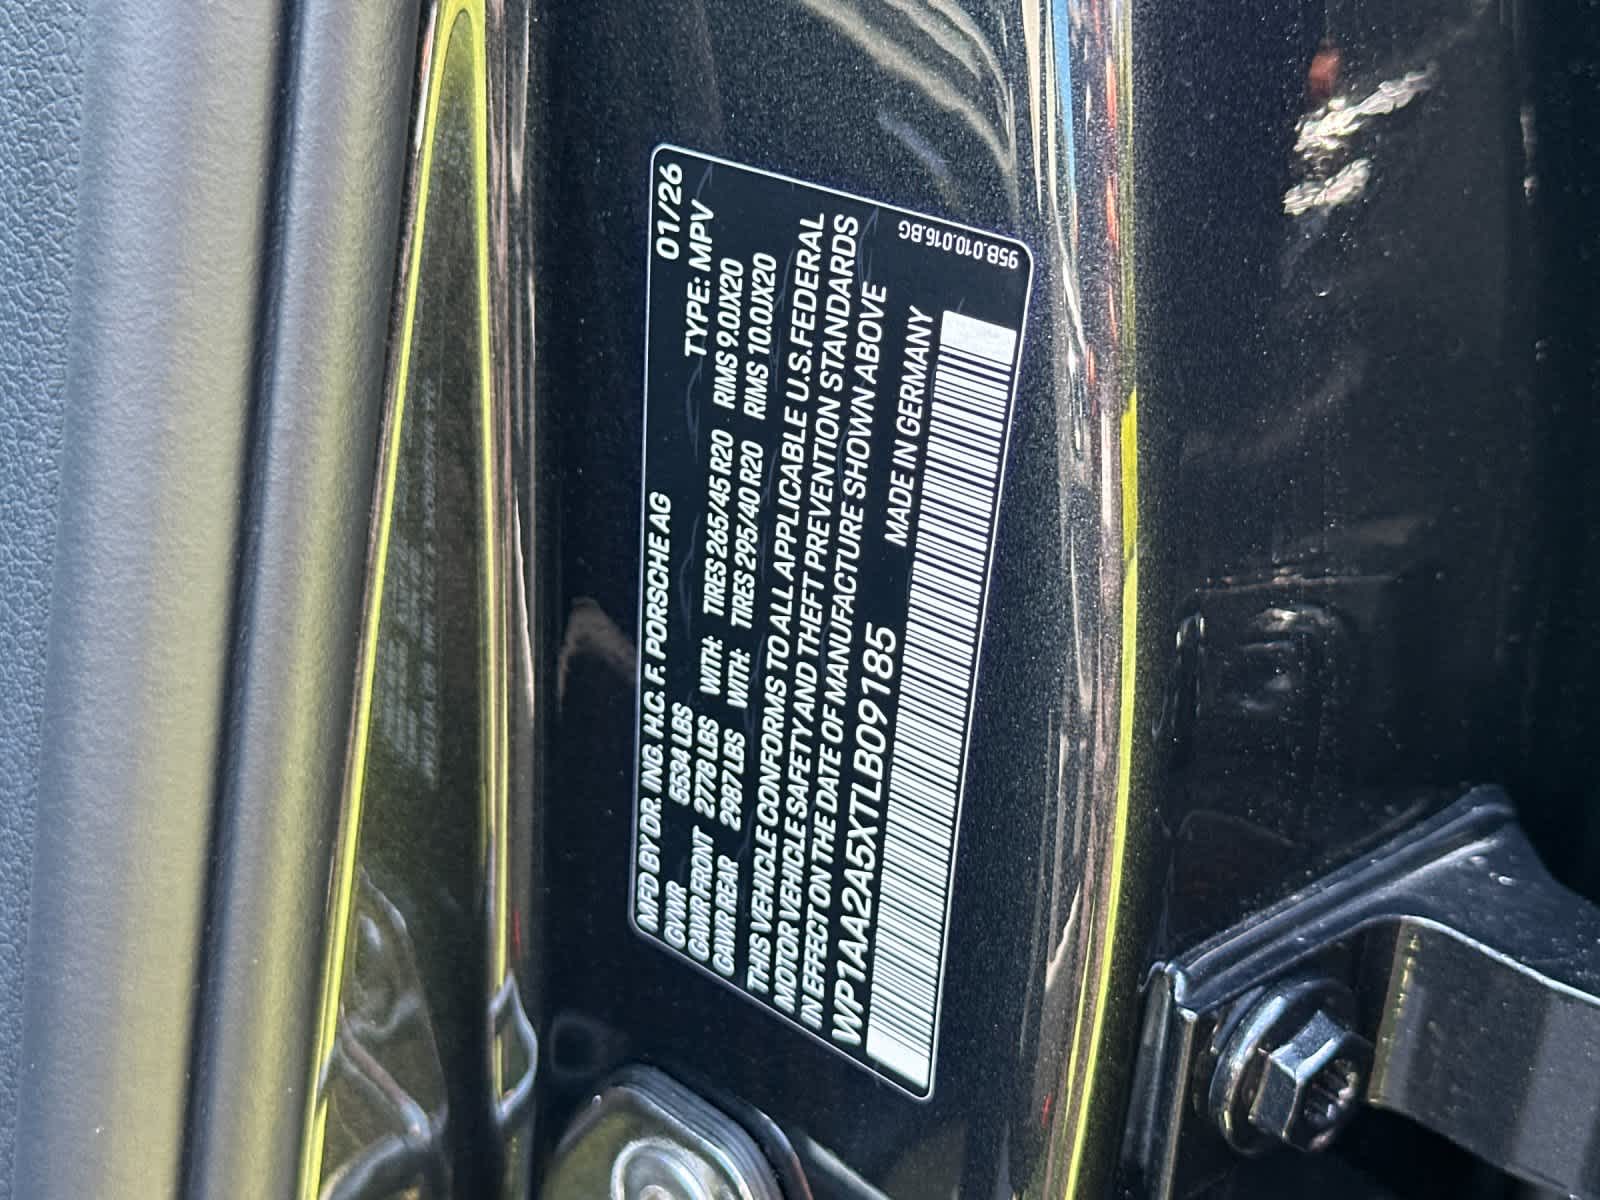 MFD BY DR. ING. H.C. F. PORSCHE AG 01/26
GVWR 5534 LBS TYPE: MPV
GAWR FRONT 2778 LBS WITH: TIRES 265/45 R20 RIMS 9.0JX20
GAWR REAR 2987 LBS WITH: TIRES 295/40 R20 RIMS 10.0JX20
THIS VEHICLE CONFORMS TO ALL APPLICABLE U.S. FEDERAL
MOTOR VEHICLE SAFETY AND THEFT PREVENTION STANDARDS
IN EFFECT ON THE DATE OF MANUFACTURE SHOWN ABOVE
WP1AA2A5XTLB09185 MADE IN GERMANY
95B.010.016.BG